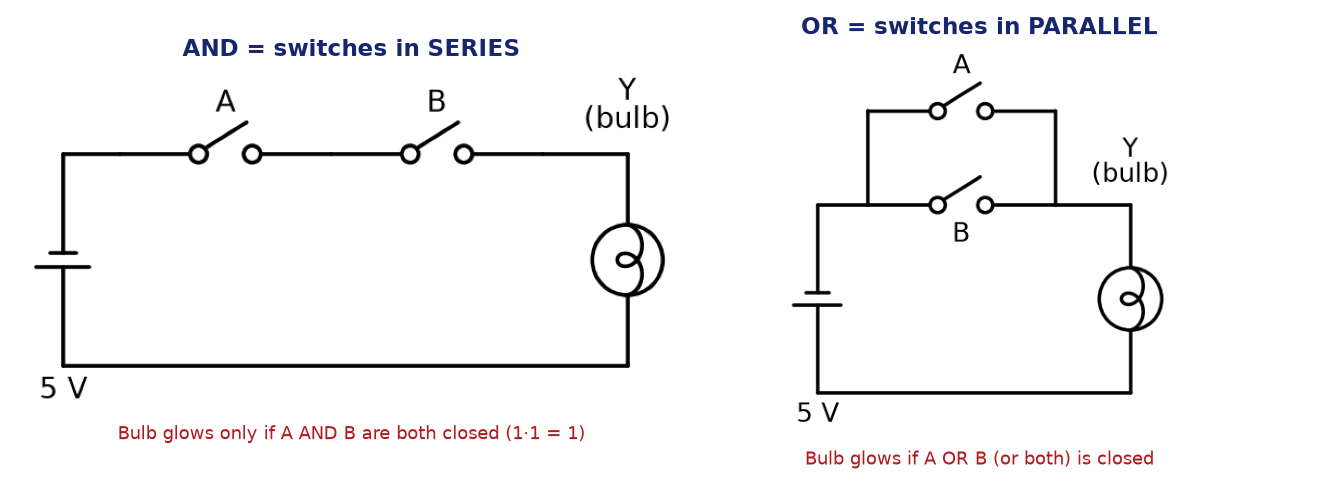 AND = switches in SERIES
A
B
Y
(bulb)
5 V
Bulb glows only if A AND B are both closed (1·1 = 1)
OR = switches in PARALLEL
A
B
Y
(bulb)
5 V
Bulb glows if A OR B (or both) is closed